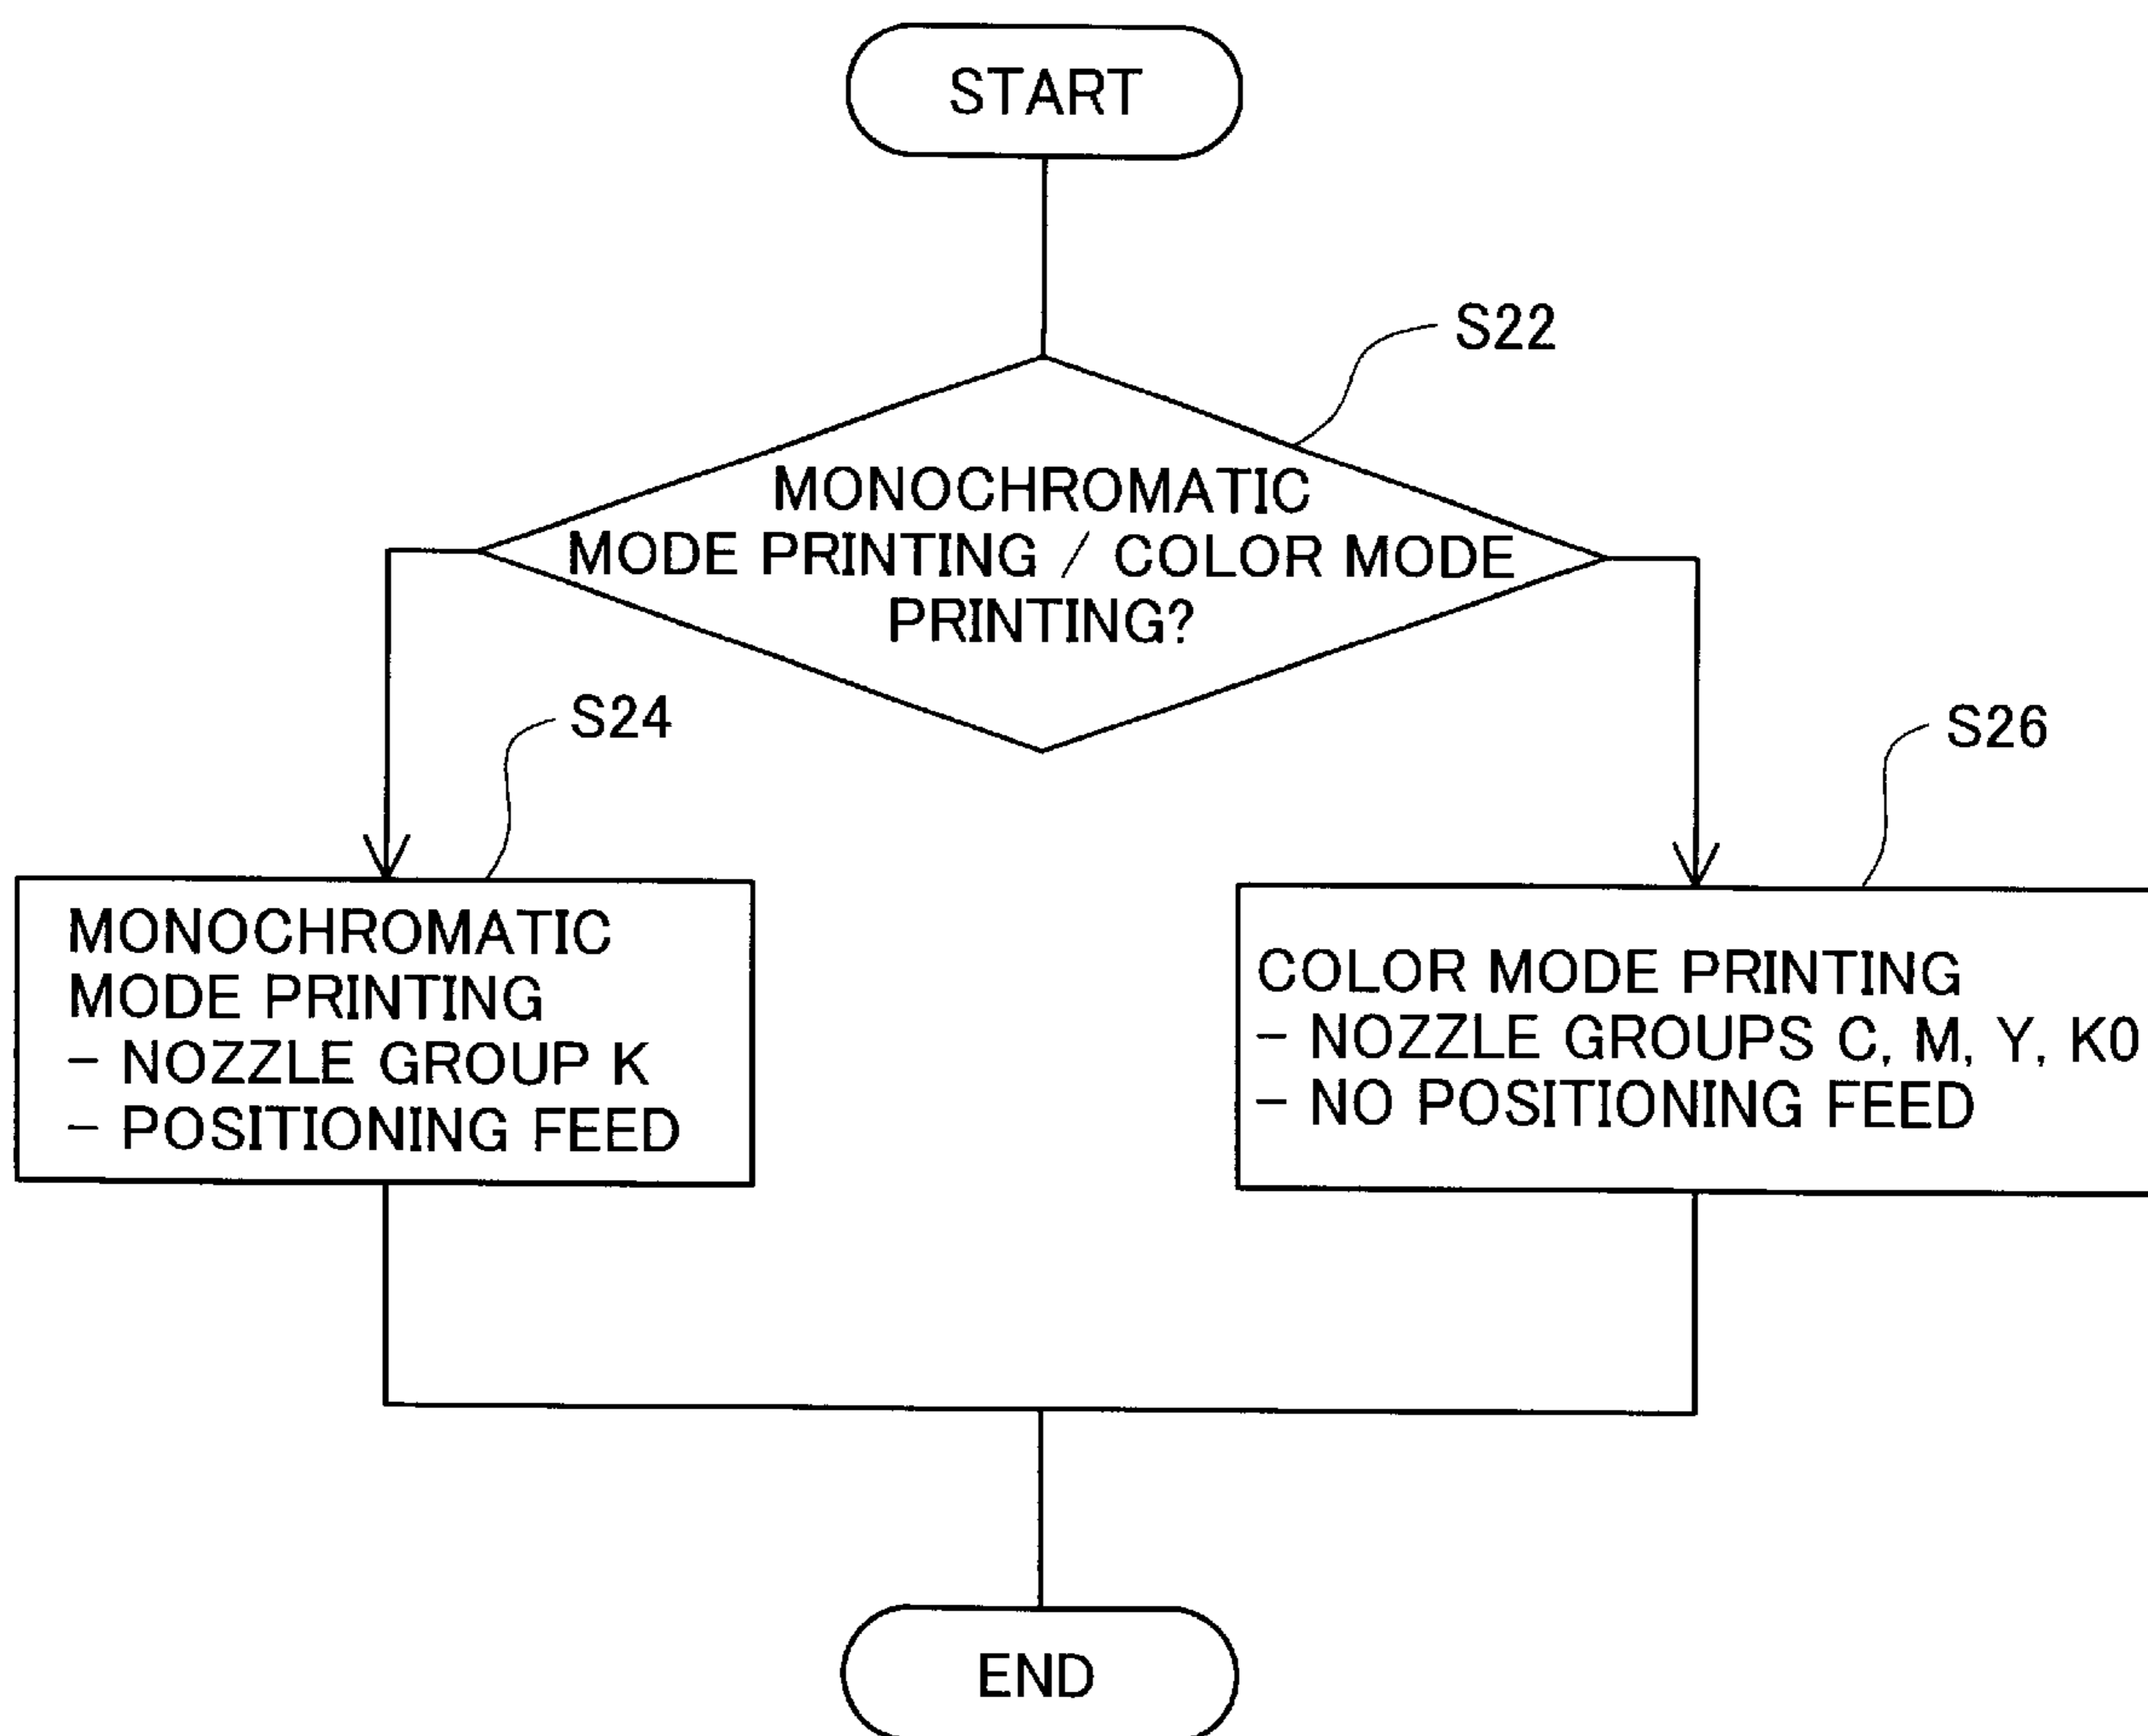 START
S22
MONOCHROMATIC
MODE PRINTING / COLOR MODE
PRINTING?
S24
S26
MONOCHROMATIC
MODE PRINTING
– NOZZLE GROUP K
– POSITIONING FEED
COLOR MODE PRINTING
– NOZZLE GROUPS C, M, Y, K0
– NO POSITIONING FEED
END